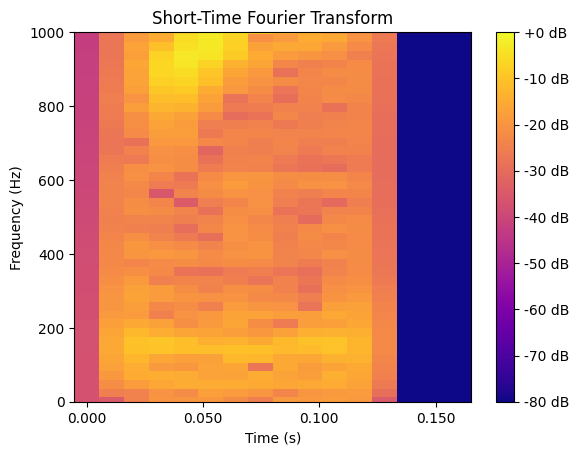 Short-Time Fourier Transform
1000
800
600
400
200
0
Frequency (Hz)
0.000
0.050
0.100
0.150
Time (s)
+0 dB
-10 dB
-20 dB
-30 dB
-40 dB
-50 dB
-60 dB
-70 dB
-80 dB